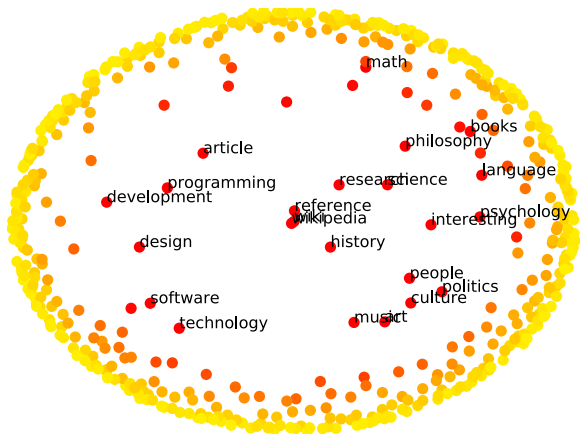 math
books
philosophy
article
language
research
science
programming
development
reference
wiki
wikipedia
psychology
interesting
design
history
people
politics
software
culture
music
art
technology